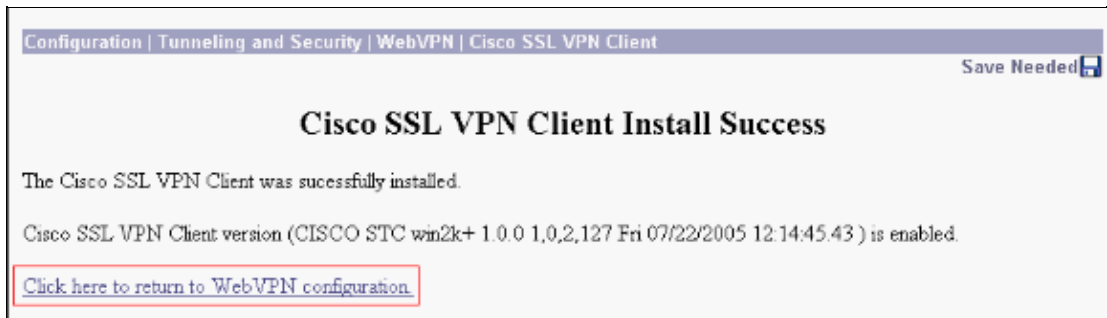 Configuration | Tunneling and Security | WebVPN | Cisco SSL VPN Client
Save Needed
Cisco SSL VPN Client Install Success
The Cisco SSL VPN Client was sucessfully installed.
Cisco SSL VPN Client version (CISCO STC win2k+ 1.0.0 1,0,2,127 Fri 07/22/2005 12:14:45.43 ) is enabled.
Click here to return to WebVPN configuration.